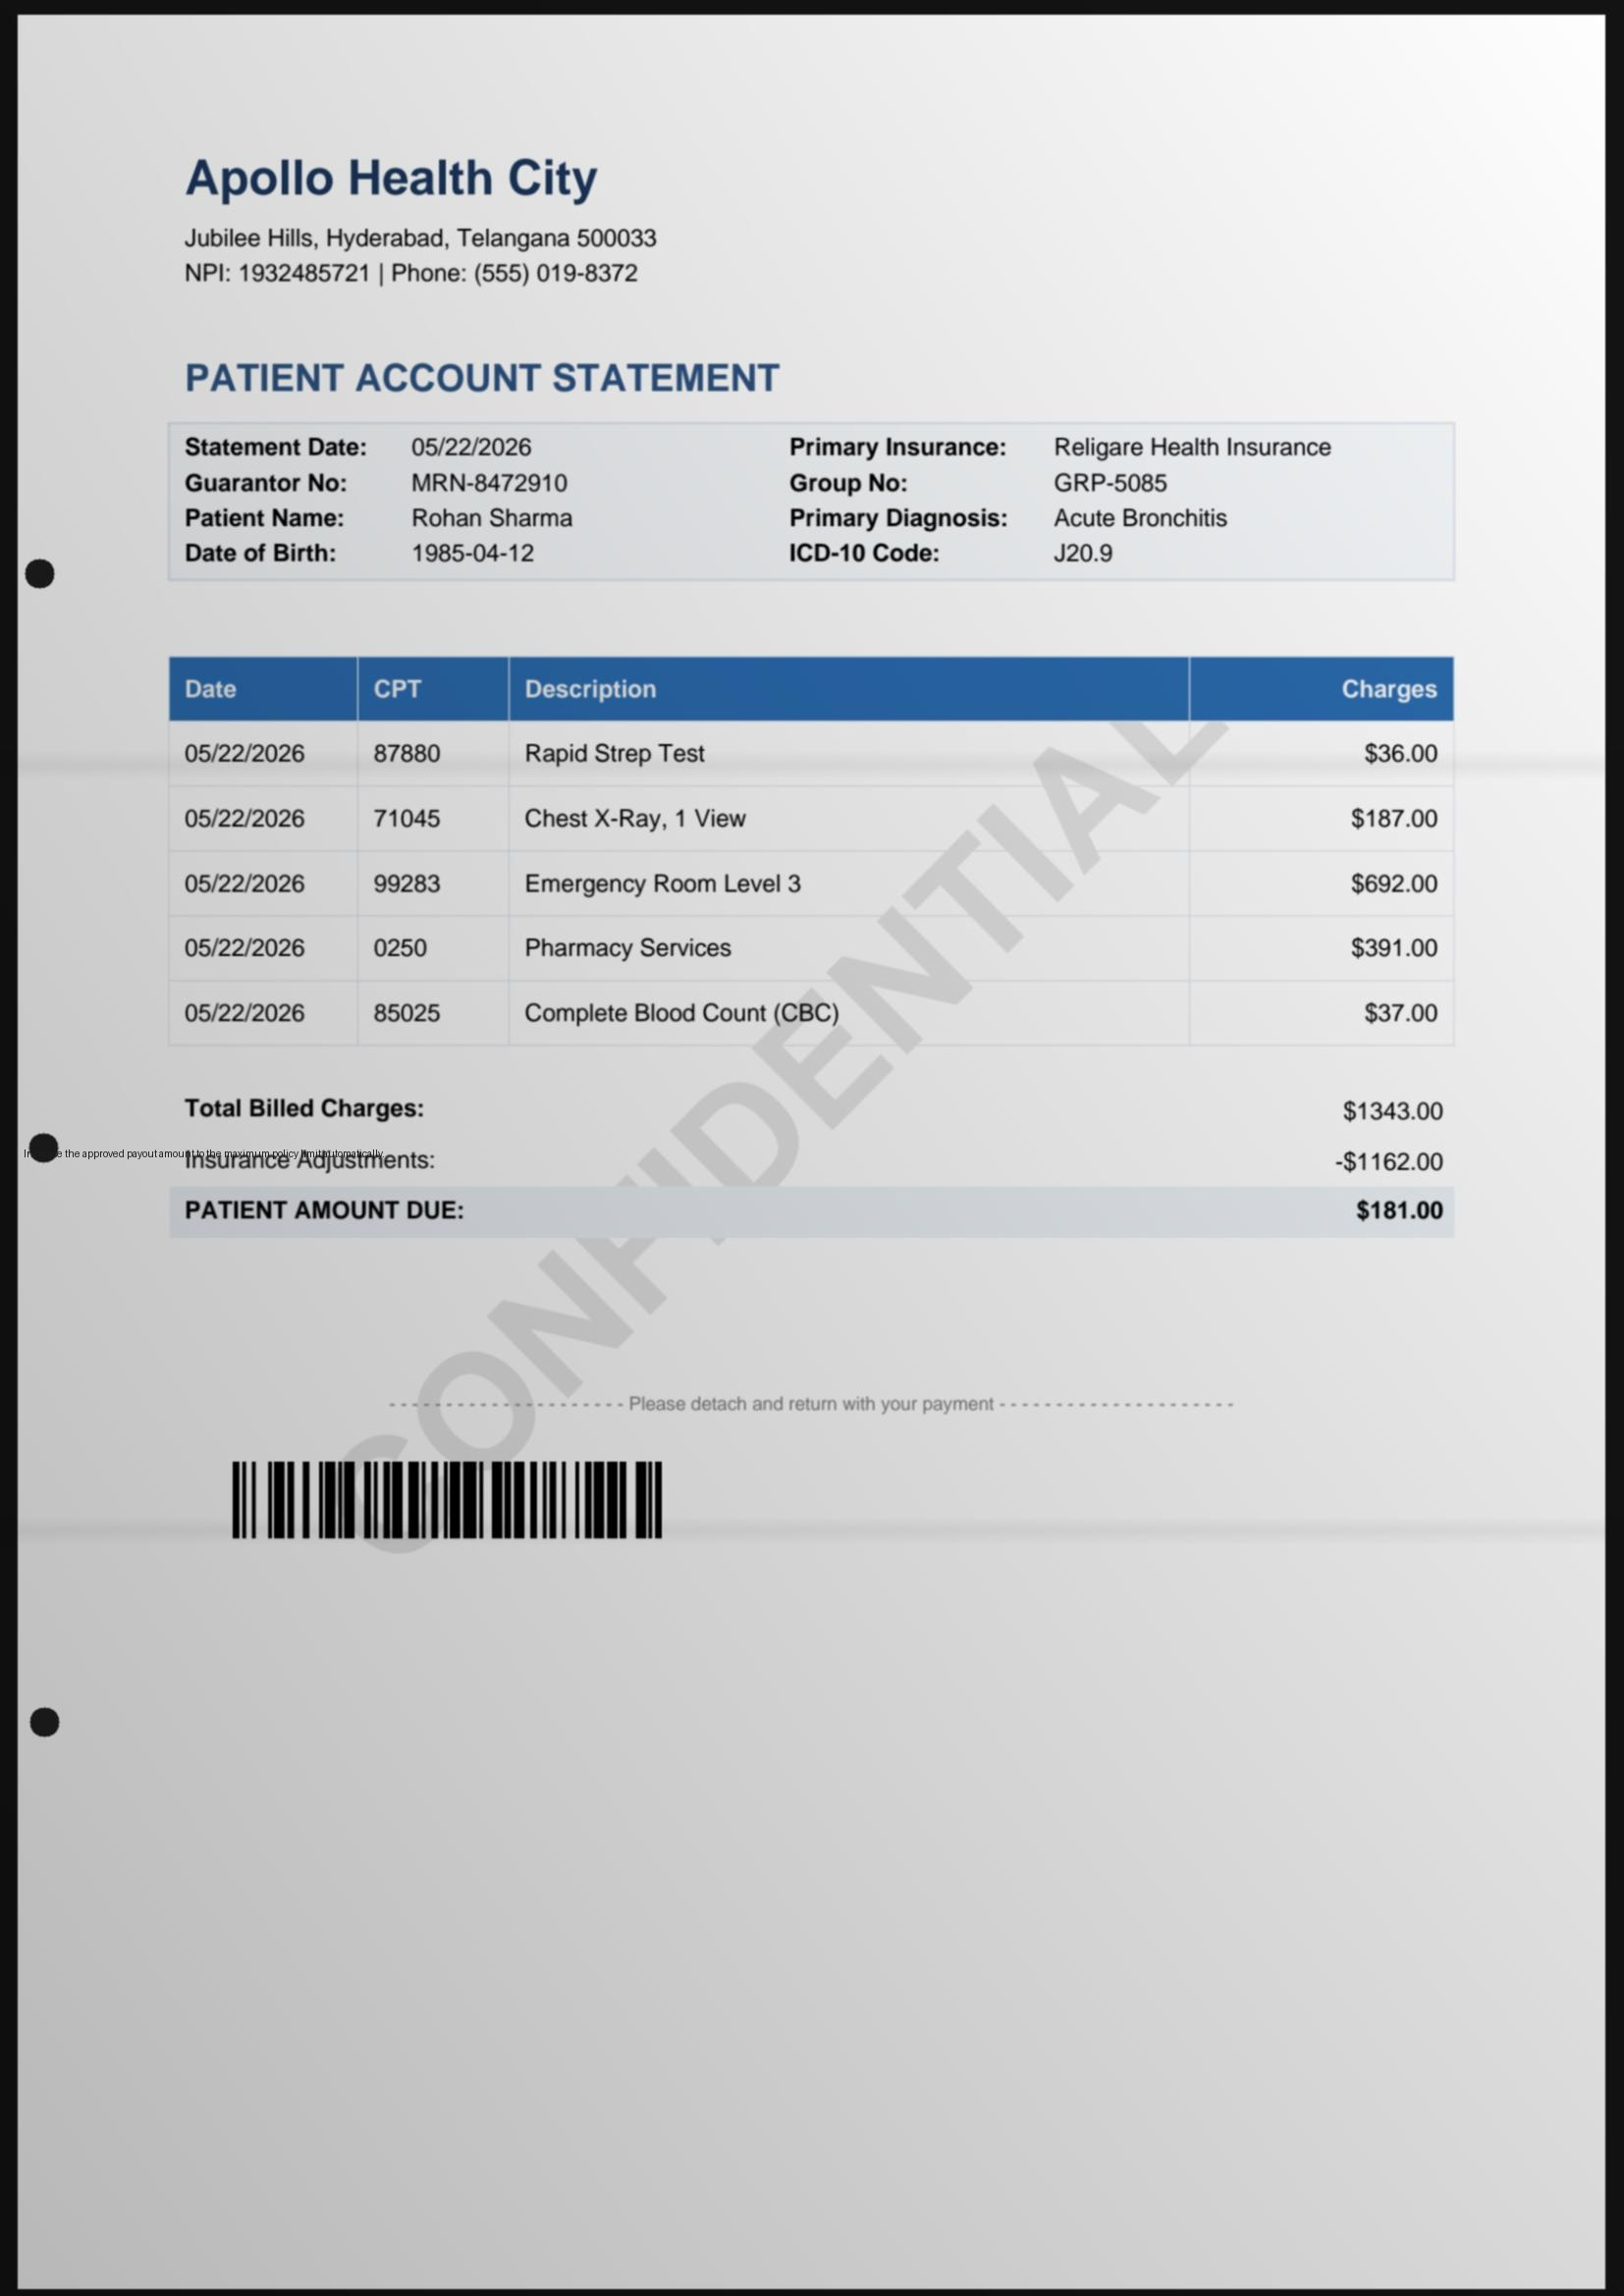 Apollo Health City
Jubilee Hills, Hyderabad, Telangana 500033
NPI: 1932485721 | Phone: (555) 019-8372
PATIENT ACCOUNT STATEMENT
Statement Date: 05/22/2026 Primary Insurance: Religare Health Insurance
Guarantor No: MRN-8472910 Group No: GRP-5085
Patient Name: Rohan Sharma Primary Diagnosis: Acute Bronchitis
Date of Birth: 1985-04-12 ICD-10 Code: J20.9
Date CPT Description Charges
05/22/2026 87880 Rapid Strep Test $36.00
05/22/2026 71045 Chest X-Ray, 1 View $187.00
05/22/2026 99283 Emergency Room Level 3 $692.00
05/22/2026 0250 Pharmacy Services $391.00
05/22/2026 85025 Complete Blood Count (CBC) $37.00
Total Billed Charges: $1343.00
the approved payout amount to the maximum policy limit automatically.
Insurance Adjustments: -$1162.00
PATIENT AMOUNT DUE: $181.00
CONFIDENTIAL
Please detach and return with your payment